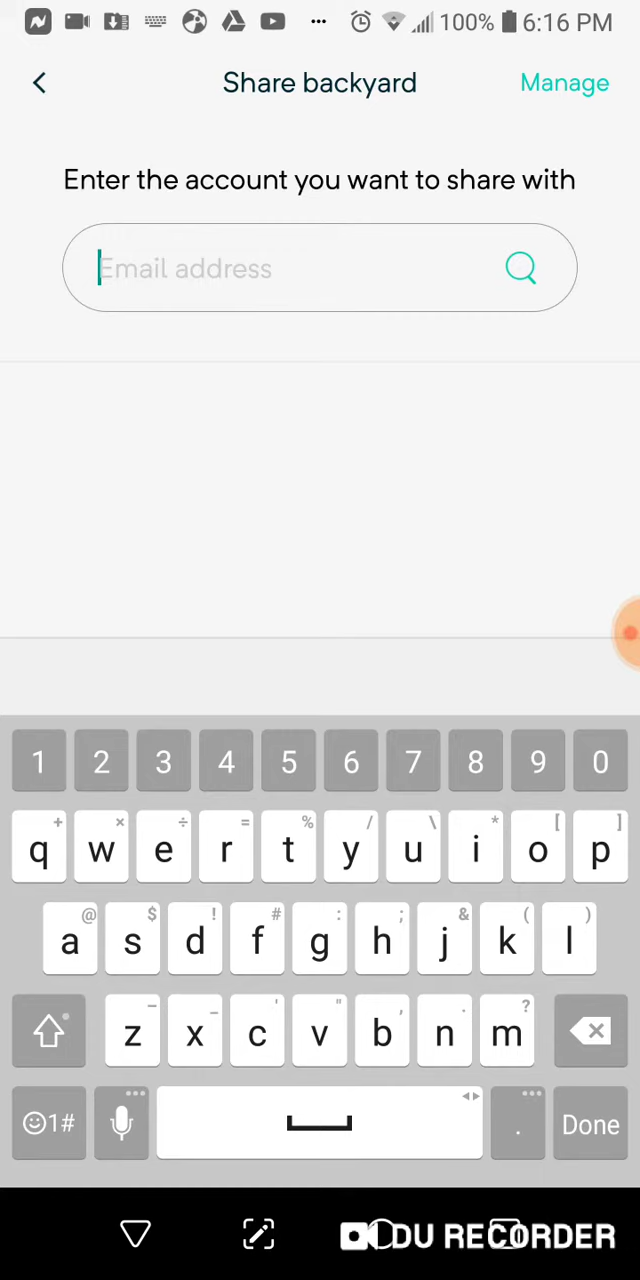 100% 6:16 PM
Share backyard
Manage
Enter the account you want to share with
Email address
1 2 3 4 5 6 7 8 9 0
+ × ÷ = % / \ * [ ]
q w e r t y u i o p
@ $ ! # : ; & ( )
a s d f g h j k l
– _ ' " , . ?
z x c v b n m
1# . Done
DU RECORDER